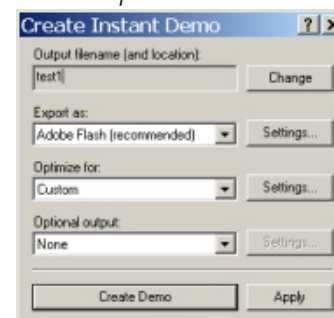 Create Instant Demo
Output filename (and location):
test1
Change
Export as:
Adobe Flash (recommended)
Settings...
Optimize for:
Custom
Settings...
Optional output:
None
Settings...
Create Demo
Apply